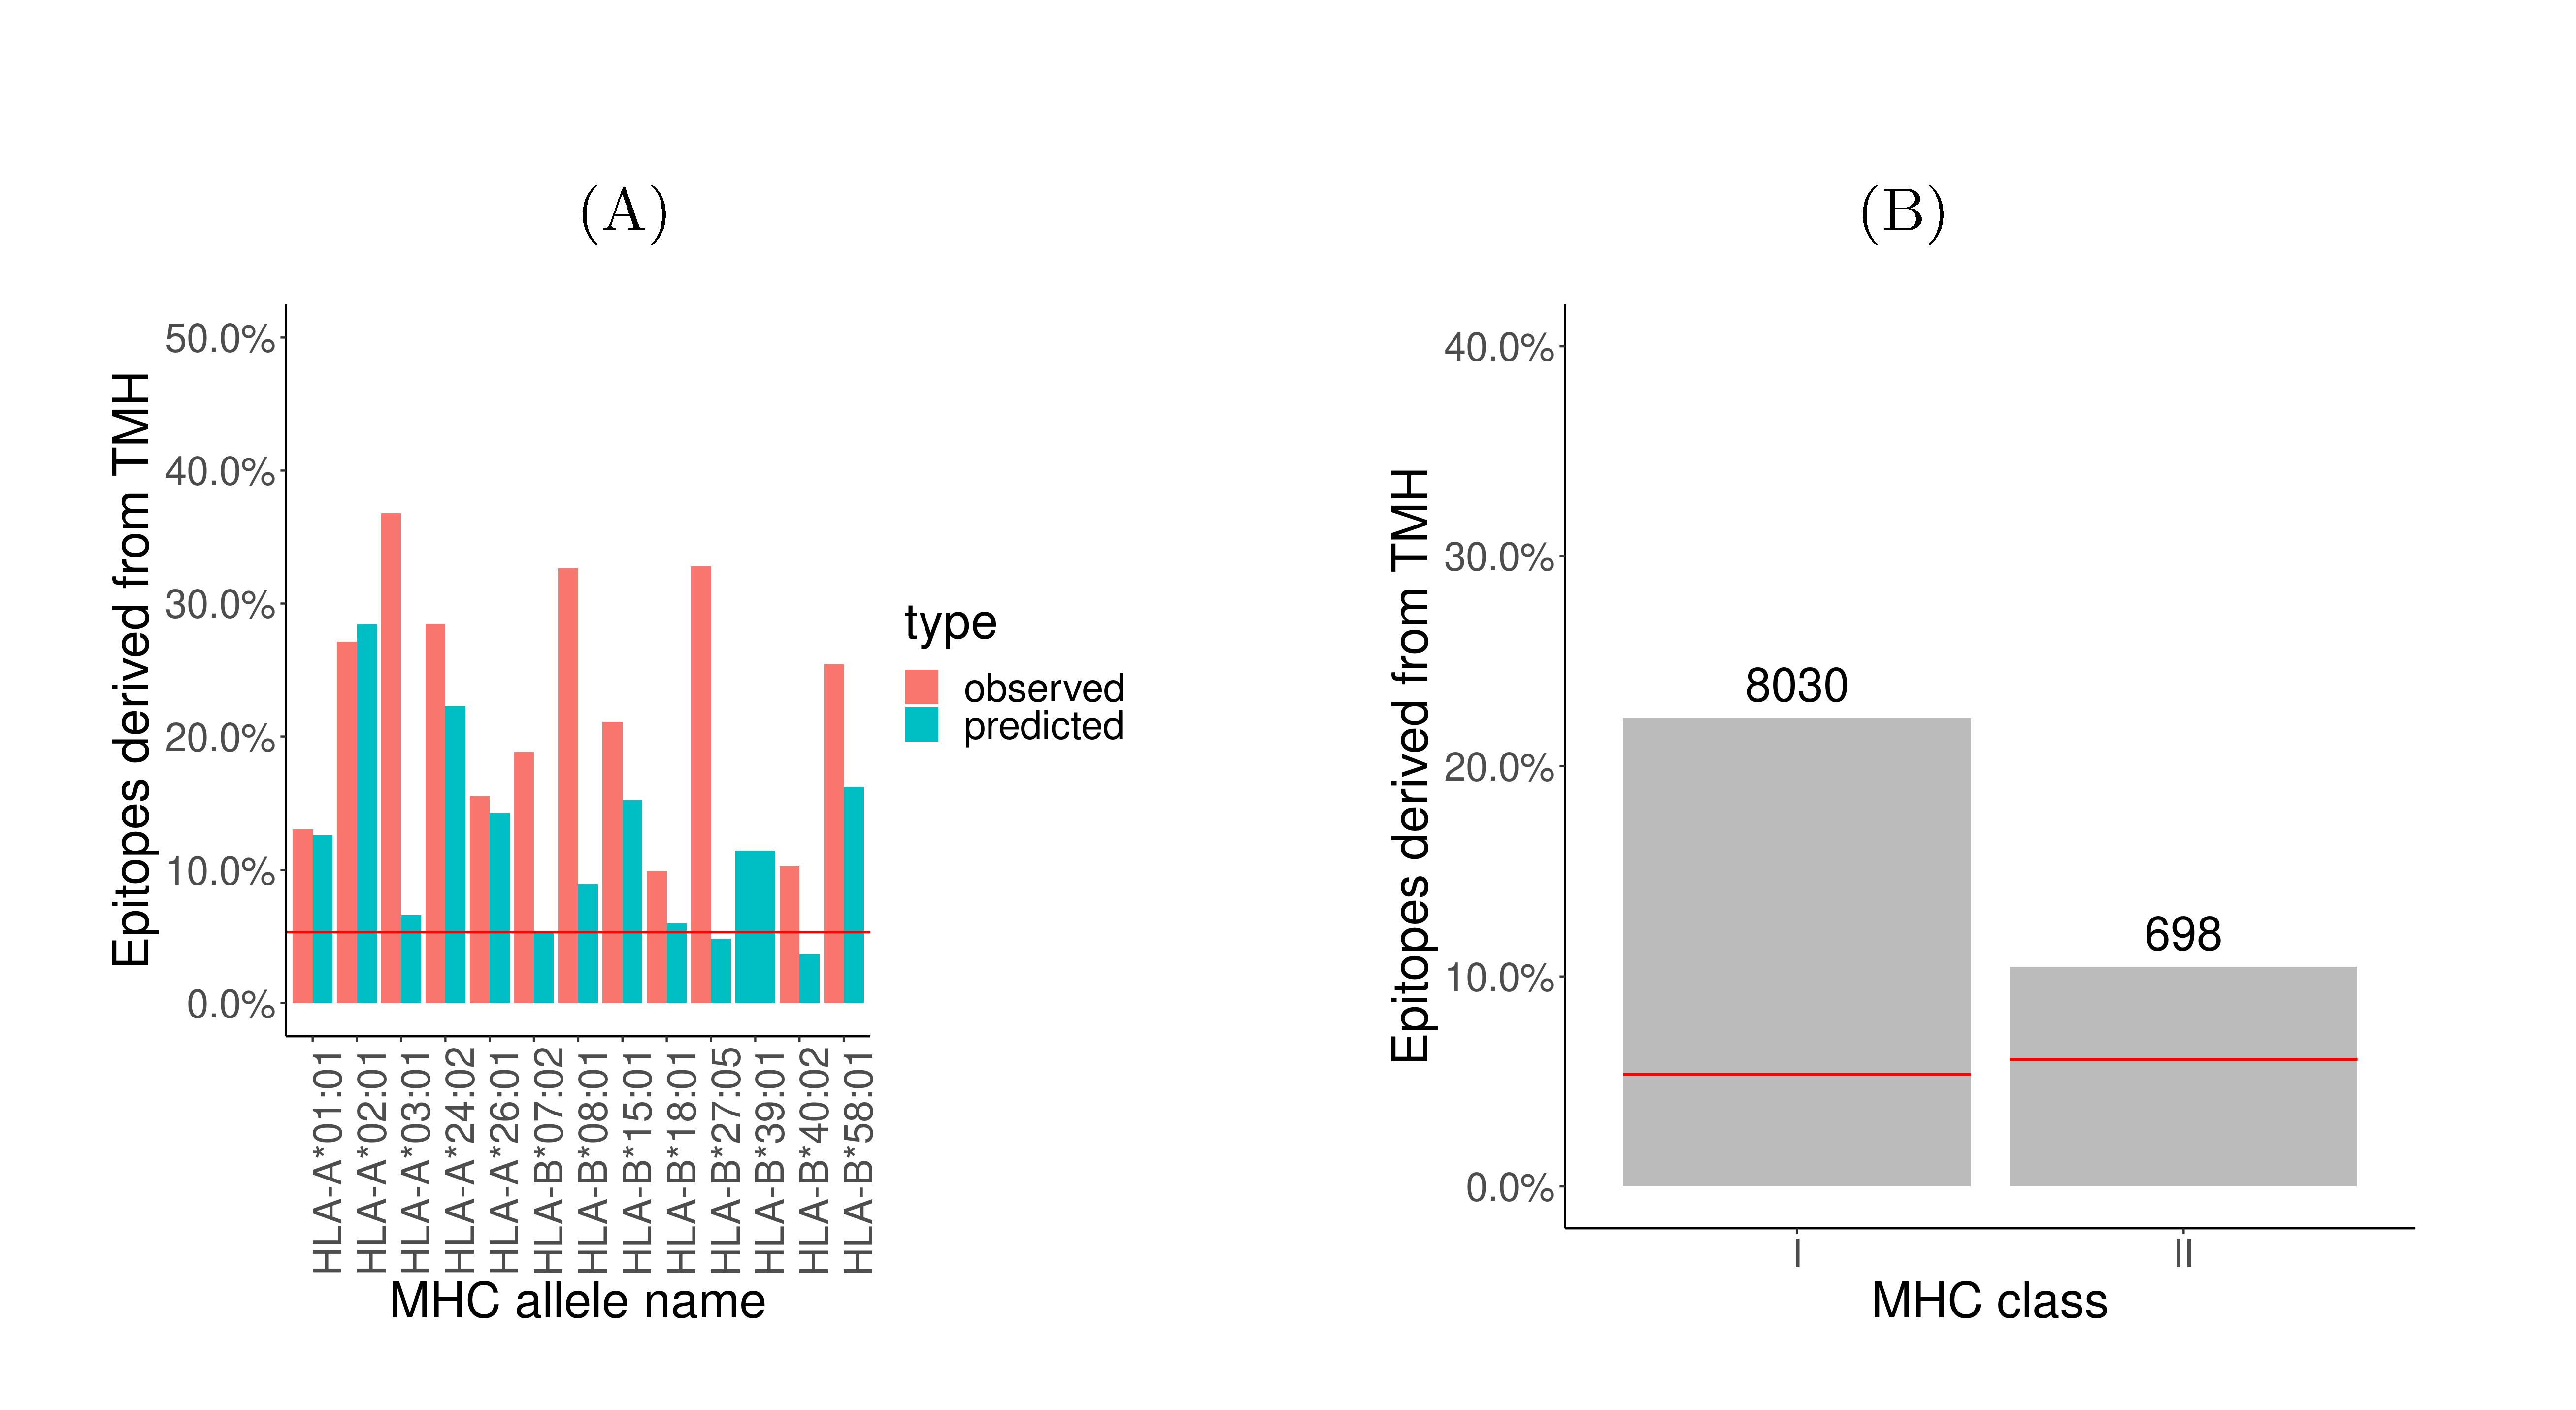 (A)
Epitopes derived from TMH
50.0%
40.0%
30.0%
20.0%
10.0%
0.0%
HLA-A*01:01
HLA-A*02:01
HLA-A*03:01
HLA-A*24:02
HLA-A*26:01
HLA-B*07:02
HLA-B*08:01
HLA-B*15:01
HLA-B*18:01
HLA-B*27:05
HLA-B*39:01
HLA-B*40:02
HLA-B*58:01
MHC allele name
type
observed
predicted
(B)
Epitopes derived from TMH
40.0%
30.0%
20.0%
10.0%
0.0%
8030
698
I
II
MHC class